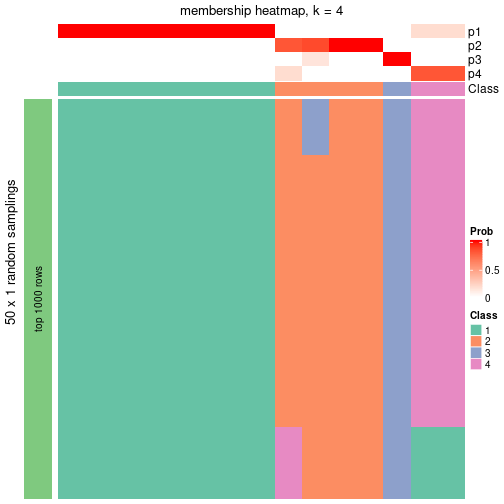 membership heatmap, k = 4
p1
p2
p3
p4
Class
50 x 1 random samplings
top 1000 rows
Prob
1
0.5
0
Class
1
2
3
4